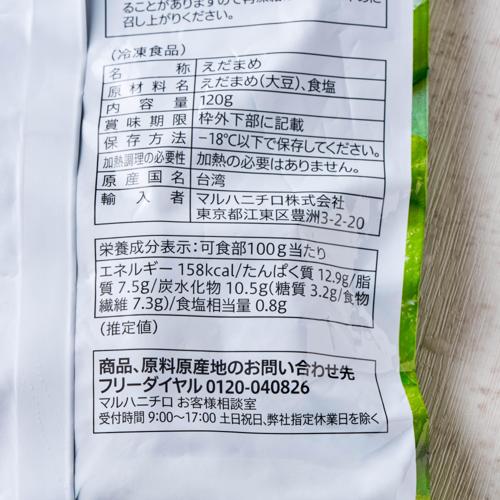 ることがありますので
召し上がりください。
(冷凍食品)
名 称 えだまめ
原材料名 えだまめ(大豆)、食塩
内容量 120g
賞味期限 枠外下部に記載
保存方法 −18℃以下で保存してください。
加熱調理の必要性 加熱の必要はありません。
原産国名 台湾
輸入者 マルハニチロ株式会社
東京都江東区豊洲3-2-20
栄養成分表示:可食部100g当たり
エネルギー 158kcal/たんぱく質 12.9g/脂
質 7.5g/炭水化物 10.5g(糖質 3.2g/食物
繊維 7.3g)/食塩相当量 0.8g
(推定値)
商品、原料原産地のお問い合わせ先
フリーダイヤル 0120-040826
マルハニチロ お客様相談室
受付時間 9:00〜17:00 土日祝日、弊社指定休業日を除く